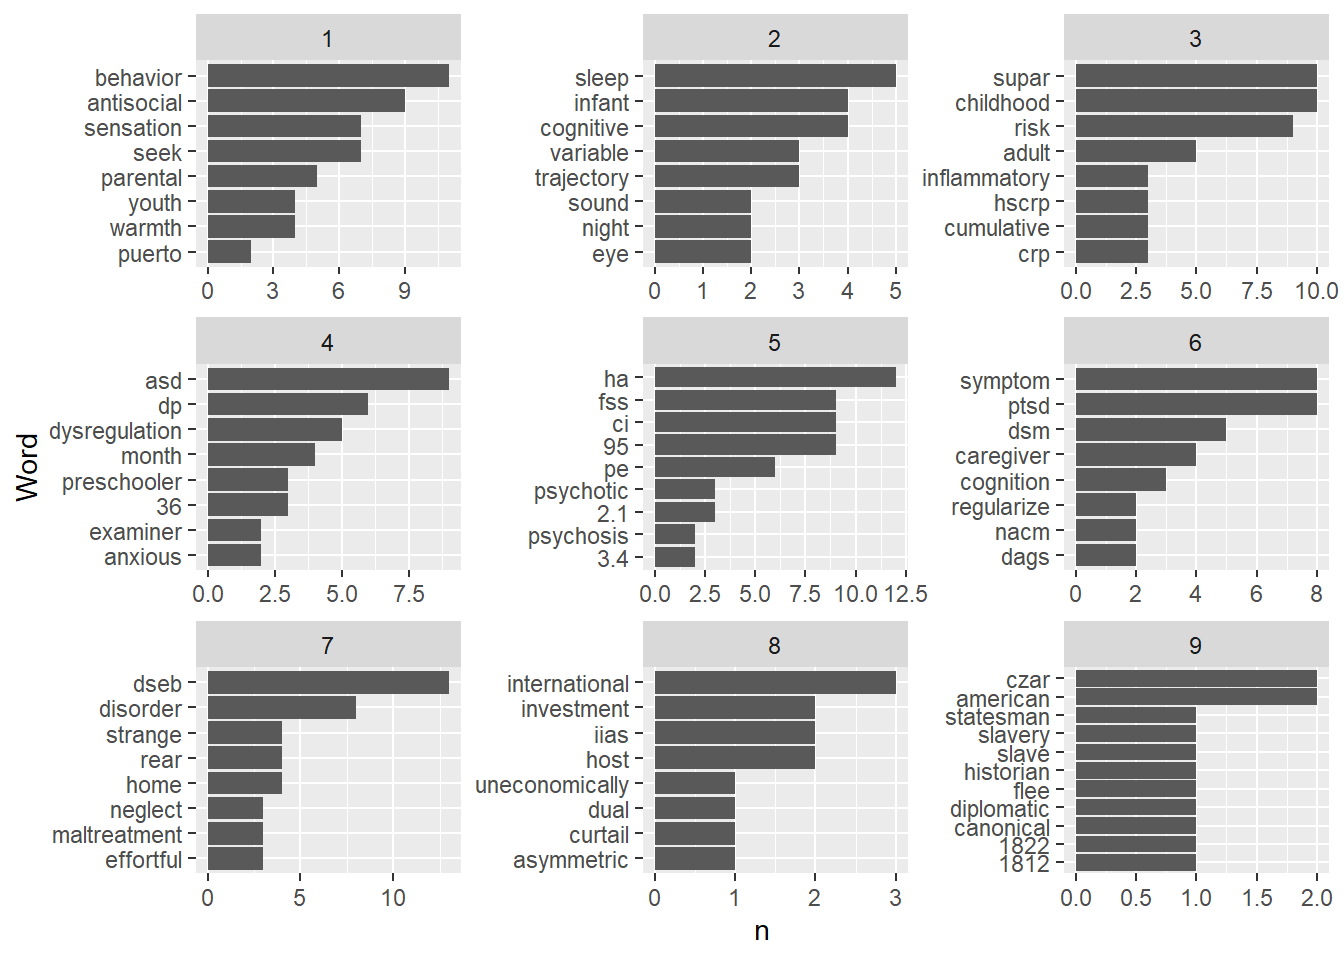 1
behavior
antisocial
sensation
seek
parental
youth
warmth
puerto
0 3 6 9
2
sleep
infant
cognitive
variable
trajectory
sound
night
eye
0 1 2 3 4 5
3
supar
childhood
risk
adult
inflammatory
hscrp
cumulative
crp
0.0 2.5 5.0 7.5 10.0
Word
4
asd
dp
dysregulation
month
preschooler
36
examiner
anxious
0.0 2.5 5.0 7.5
5
ha
fss
ci
95
pe
psychotic
2.1
psychosis
3.4
0.0 2.5 5.0 7.5 10.0 12.5
6
symptom
ptsd
dsm
caregiver
cognition
regularize
nacm
dags
0 2 4 6 8
7
dseb
disorder
strange
rear
home
neglect
maltreatment
effortful
0 5 10
8
international
investment
iias
host
uneconomically
dual
curtail
asymmetric
0 1 2 3
9
czar
american
statesman
slavery
slave
historian
flee
diplomatic
canonical
1822
1812
0.0 0.5 1.0 1.5 2.0
n